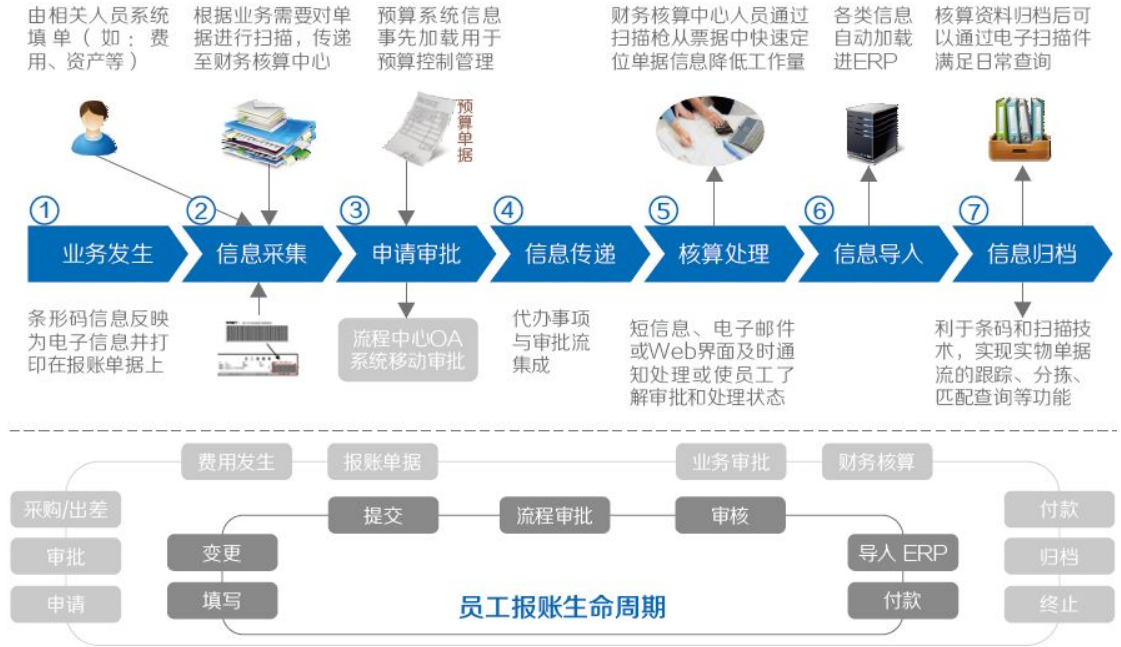 由相关人员系统
填单（如：费
用、资产等）
根据业务需要对单
据进行扫描，传递
至财务核算中心
预算系统信息
事先加载用于
预算控制管理
财务核算中心人员通过
扫描枪从票据中快速定
位单据信息降低工作量
各类信息
自动加载
进ERP
核算资料归档后可
以通过电子扫描件
满足日常查询
预算单据
①
②
③
④
⑤
⑥
⑦
业务发生
信息采集
申请审批
信息传递
核算处理
信息导入
信息归档
条形码信息反映
为电子信息并打
印在报账单据上
流程中心OA
系统移动审批
代办事项
与审批流
集成
短信息、电子邮件
或Web界面及时通
知处理或使员工了
解审批和处理状态
利于条码和扫描技
术，实现实物单据
流的跟踪、分拣、
匹配查询等功能
费用发生
报账单据
业务审批
财务核算
采购/出差
审批
申请
提交
流程审批
审核
变更
填写
导入 ERP
付款
付款
归档
终止
员工报账生命周期